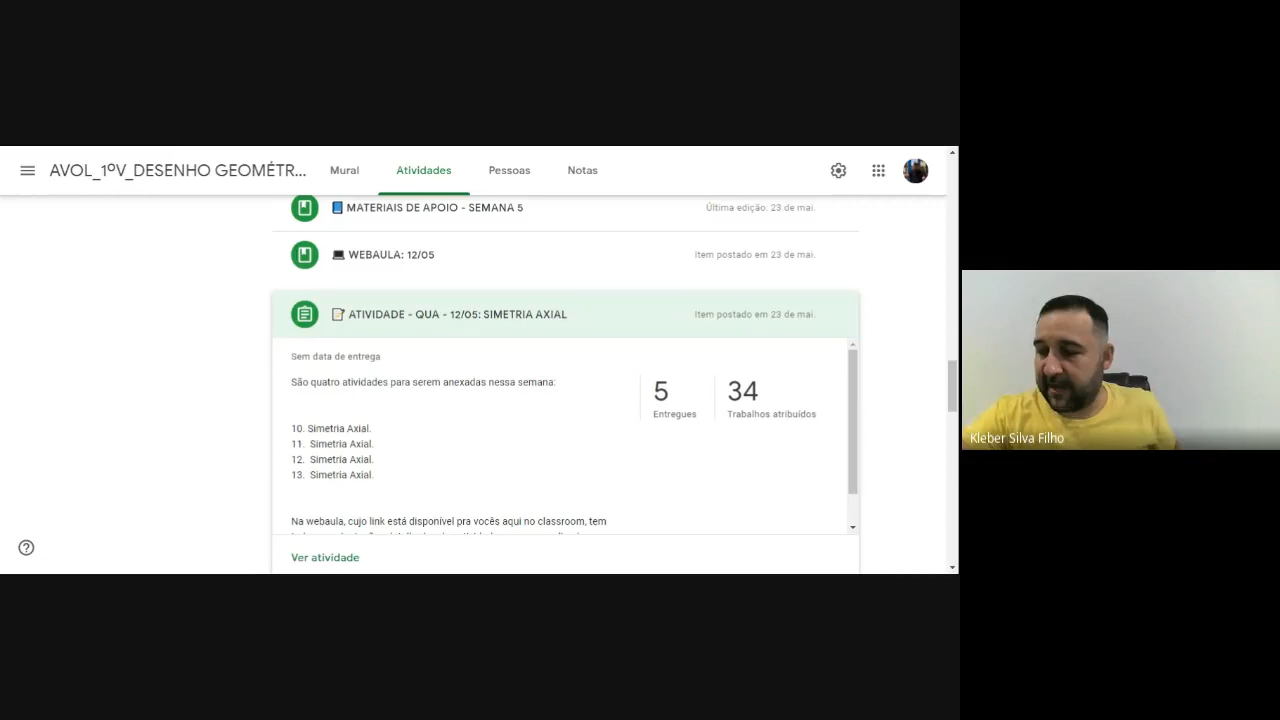 AVOL_1ºV_DESENHO GEOMÉTR...
Mural
Atividades
Pessoas
Notas
MATERIAIS DE APOIO - SEMANA 5
Última edição: 23 de mai.
WEBAULA: 12/05
Item postado em 23 de mai.
ATIVIDADE - QUA - 12/05: SIMETRIA AXIAL
Item postado em 23 de mai.
Sem data de entrega
São quatro atividades para serem anexadas nessa semana:
5
Entregues
34
Trabalhos atribuídos
10. Simetria Axial.
11. Simetria Axial.
12. Simetria Axial.
13. Simetria Axial.
Na webaula, cujo link está disponível pra vocês aqui no classroom, tem
Ver atividade
Kleber Silva Filho